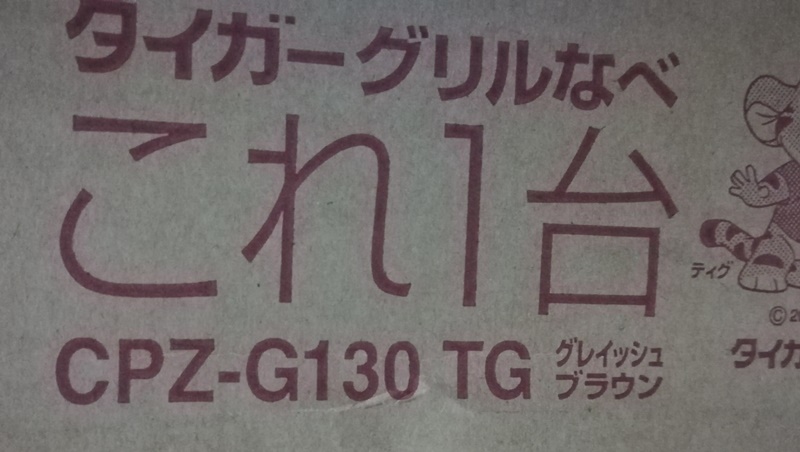 タイガーグリルなべ
これ1台
CPZ-G130 TG グレイッシュ
ブラウン
ティグ
©2
タイガ